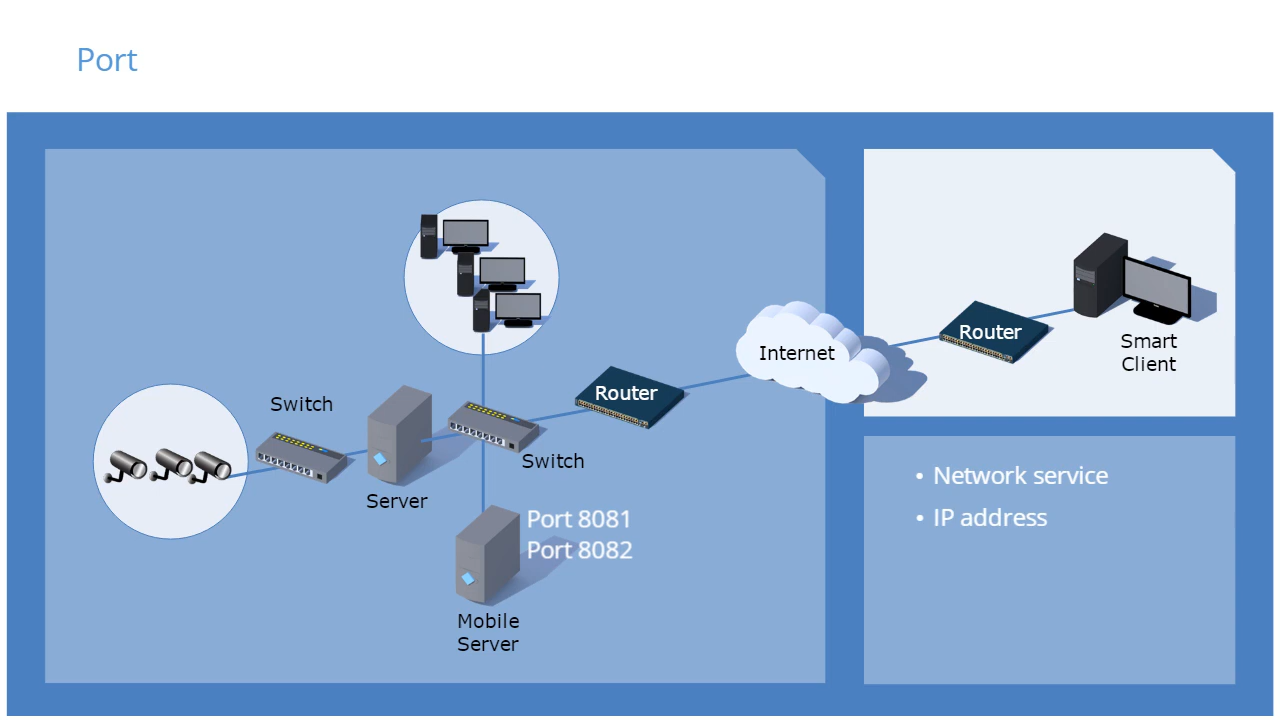 Port
Switch
Server
Switch
Router
Internet
Router
Smart
Client
Port 8081
Port 8082
Mobile
Server
• Network service
• IP address